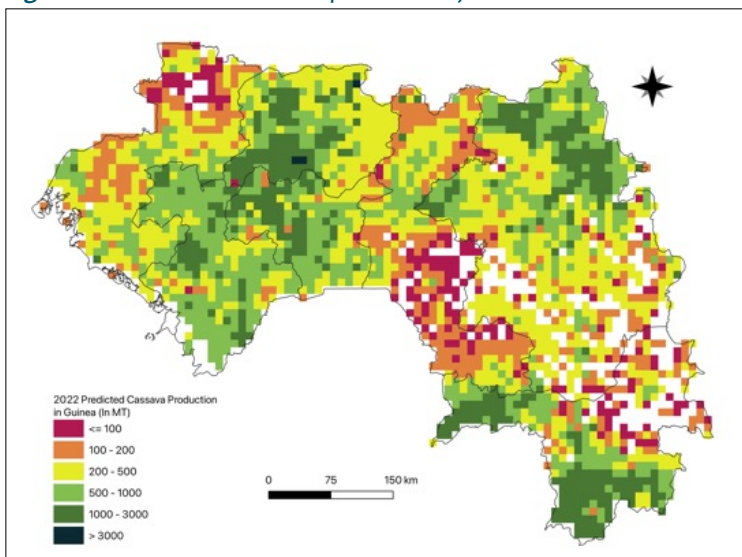 2022 Predicted Cassava Production
in Guinea (In MT)
<= 100
100 - 200
200 - 500
500 - 1000
1000 - 3000
> 3000
0 75 150 km